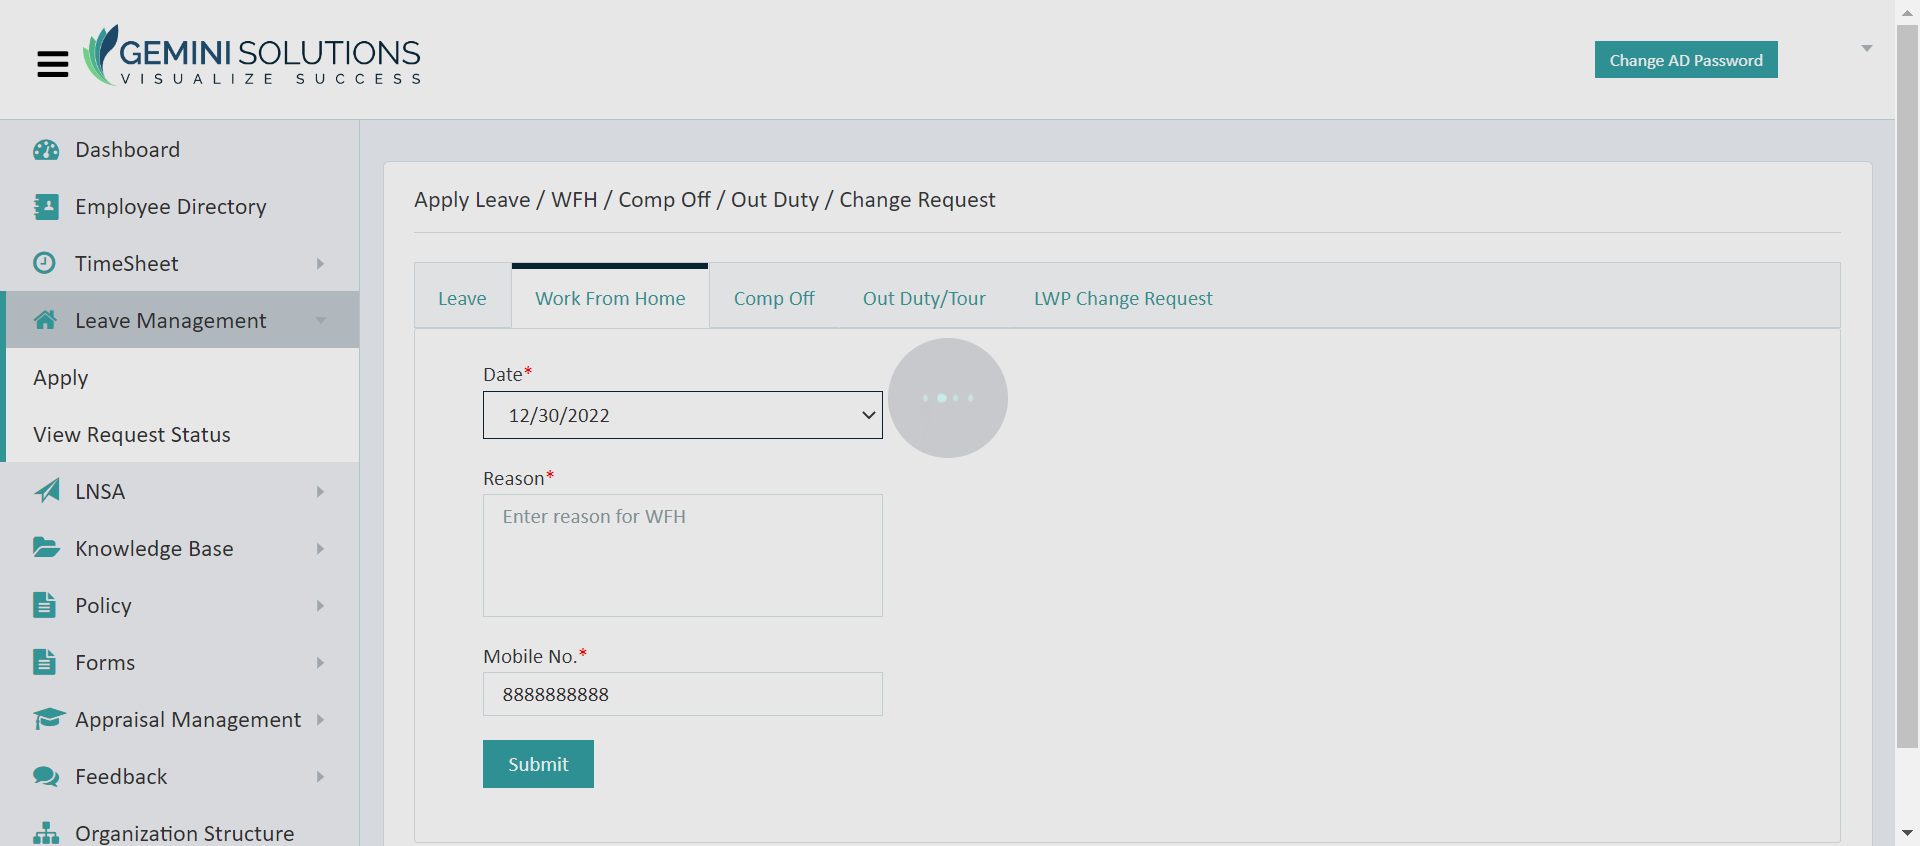 GEMINI SOLUTIONS
VISUALIZE SUCCESS
Change AD Password
Dashboard
Employee Directory
TimeSheet
Leave Management
Apply
View Request Status
LNSA
Knowledge Base
Policy
Forms
Appraisal Management
Feedback
Organization Structure
Apply Leave / WFH / Comp Off / Out Duty / Change Request
Leave
Work From Home
Comp Off
Out Duty/Tour
LWP Change Request
Date*
12/30/2022
Reason*
Enter reason for WFH
Mobile No.*
8888888888
Submit